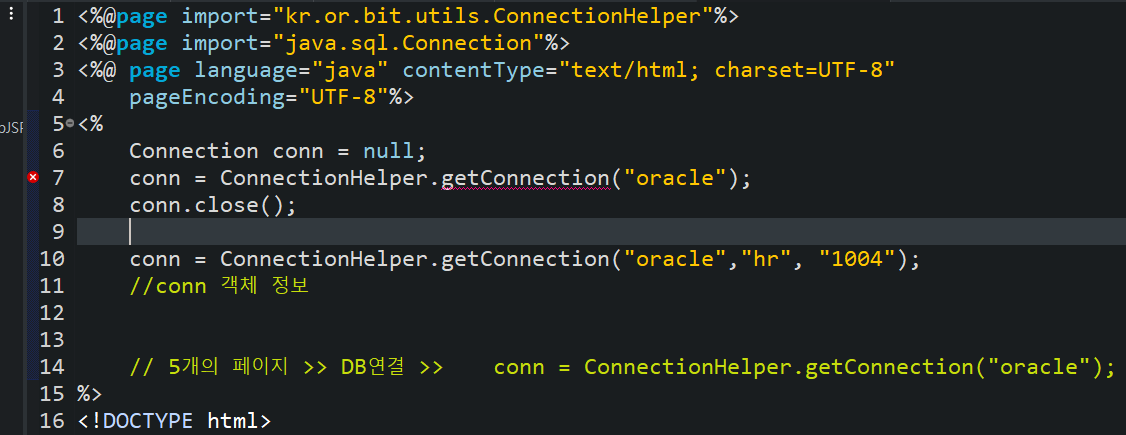 1 <%@page import="kr.or.bit.utils.ConnectionHelper"%>
2 <%@page import="java.sql.Connection"%>
3 <%@ page language="java" contentType="text/html; charset=UTF-8"
4     pageEncoding="UTF-8"%>
5 <%
6     Connection conn = null;
7     conn = ConnectionHelper.getConnection("oracle");
8     conn.close();
9
10     conn = ConnectionHelper.getConnection("oracle","hr", "1004");
11     //conn 객체 정보
12
13
14     // 5개의 페이지 >> DB연결 >>    conn = ConnectionHelper.getConnection("oracle");
15 %>
16 <!DOCTYPE html>